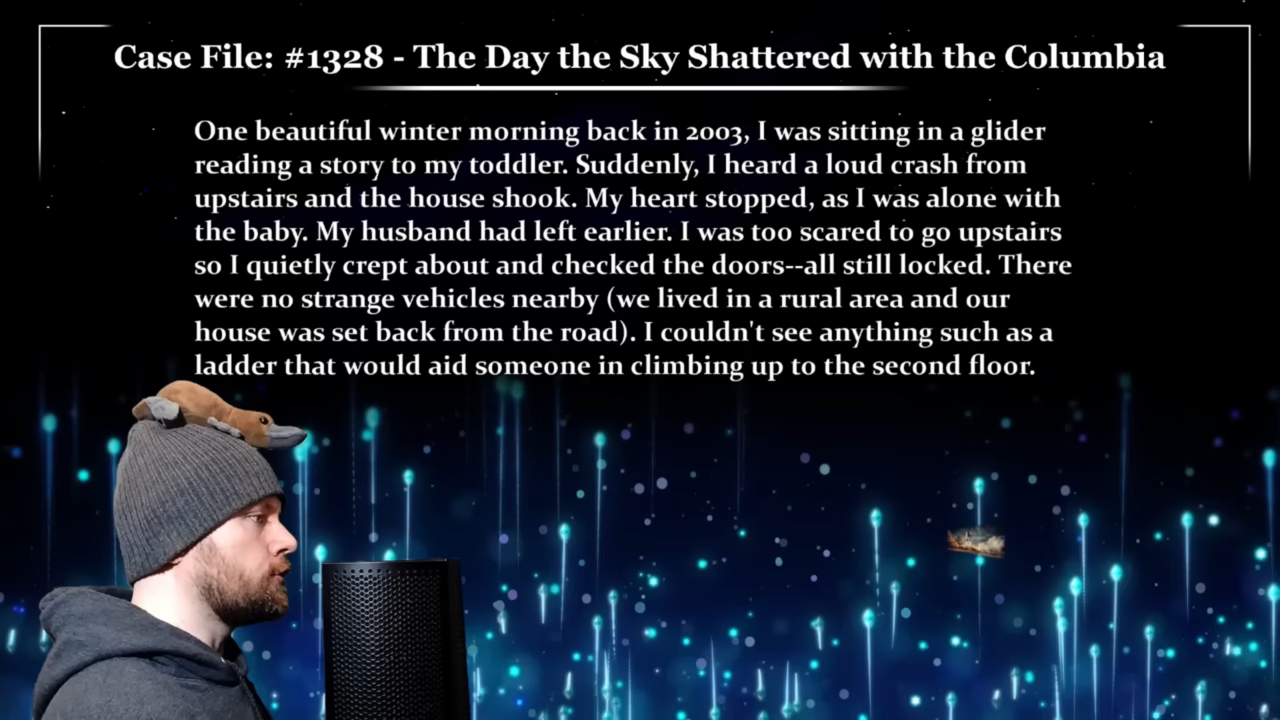 Case File: #1328 - The Day the Sky Shattered with the Columbia
One beautiful winter morning back in 2003, I was sitting in a glider
reading a story to my toddler. Suddenly, I heard a loud crash from
upstairs and the house shook. My heart stopped, as I was alone with
the baby. My husband had left earlier. I was too scared to go upstairs
so I quietly crept about and checked the doors--all still locked. There
were no strange vehicles nearby (we lived in a rural area and our
house was set back from the road). I couldn't see anything such as a
ladder that would aid someone in climbing up to the second floor.